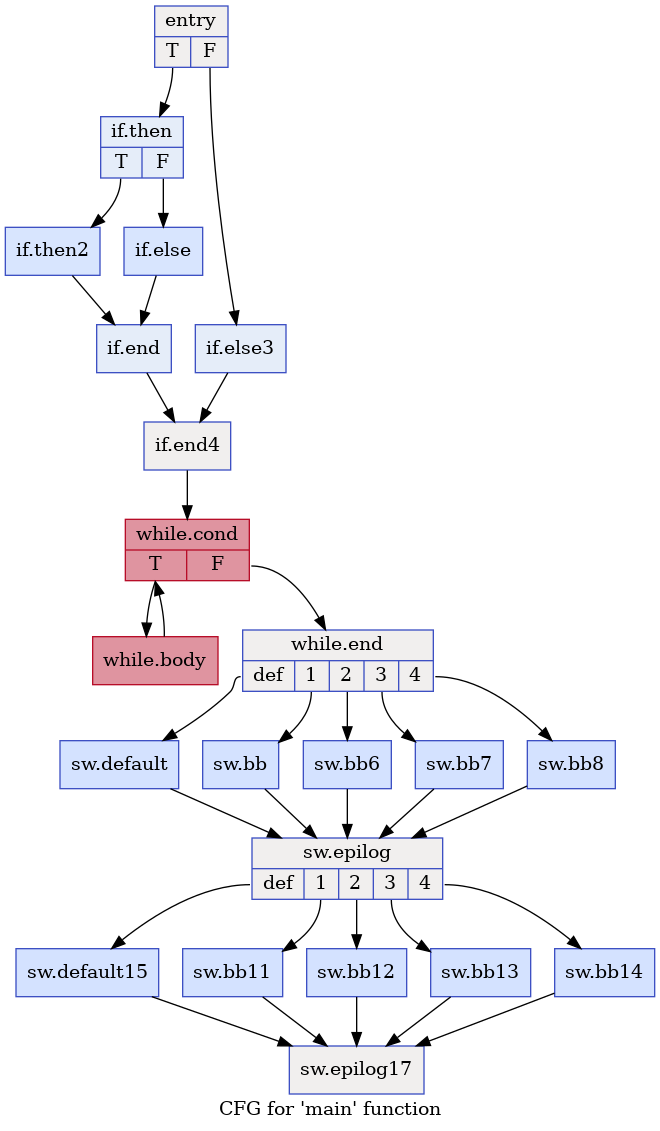 entry
T F
if.then
T F
if.then2 if.else
if.end if.else3
if.end4
while.cond
T F
while.body
while.end
def 1 2 3 4
sw.default sw.bb sw.bb6 sw.bb7 sw.bb8
sw.epilog
def 1 2 3 4
sw.default15 sw.bb11 sw.bb12 sw.bb13 sw.bb14
sw.epilog17
CFG for 'main' function